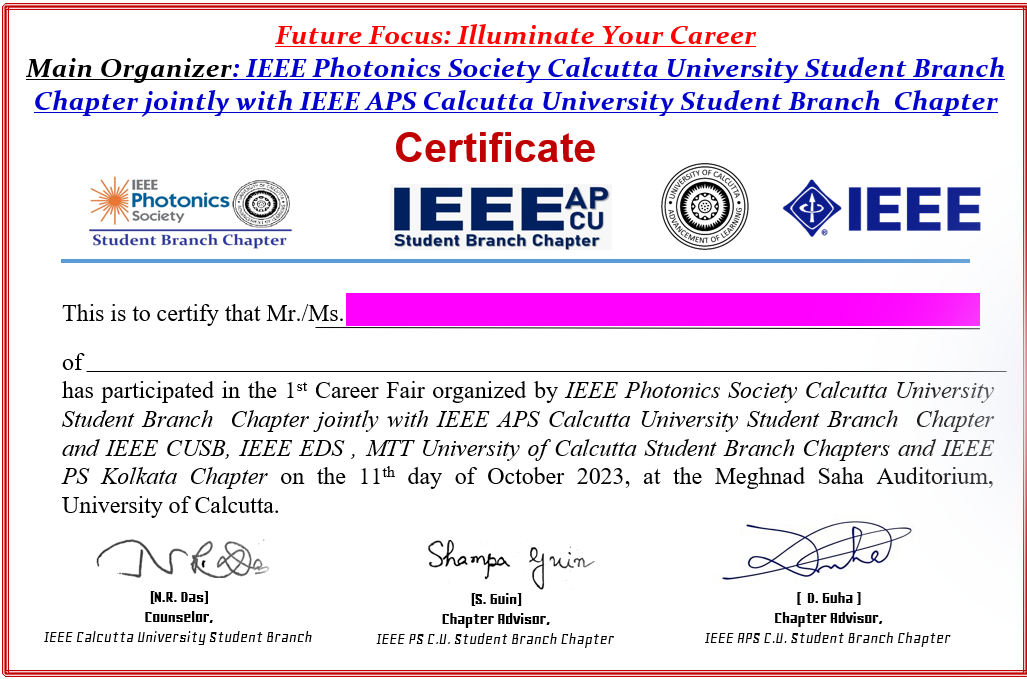 Future Focus: Illuminate Your Career
Main Organizer: IEEE Photonics Society Calcutta University Student Branch
Chapter jointly with IEEE APS Calcutta University Student Branch Chapter
Certificate
IEEE
Photonics
Society
Student Branch Chapter
IEEE AP CU
Student Branch Chapter
UNIVERSITY OF CALCUTTA
ADVANCEMENT OF LEARNING
IEEE
This is to certify that Mr./Ms.
of
has participated in the 1st Career Fair organized by IEEE Photonics Society Calcutta University
Student Branch Chapter jointly with IEEE APS Calcutta University Student Branch Chapter
and IEEE CUSB, IEEE EDS , MTT University of Calcutta Student Branch Chapters and IEEE
PS Kolkata Chapter on the 11th day of October 2023, at the Meghnad Saha Auditorium,
University of Calcutta.
N R. Das
Shampa Guin
[N.R. Das]
Counselor,
IEEE Calcutta University Student Branch
[S. Guin]
Chapter Advisor,
IEEE PS C.U. Student Branch Chapter
[ D. Guha ]
Chapter Advisor,
IEEE APS C.U. Student Branch Chapter